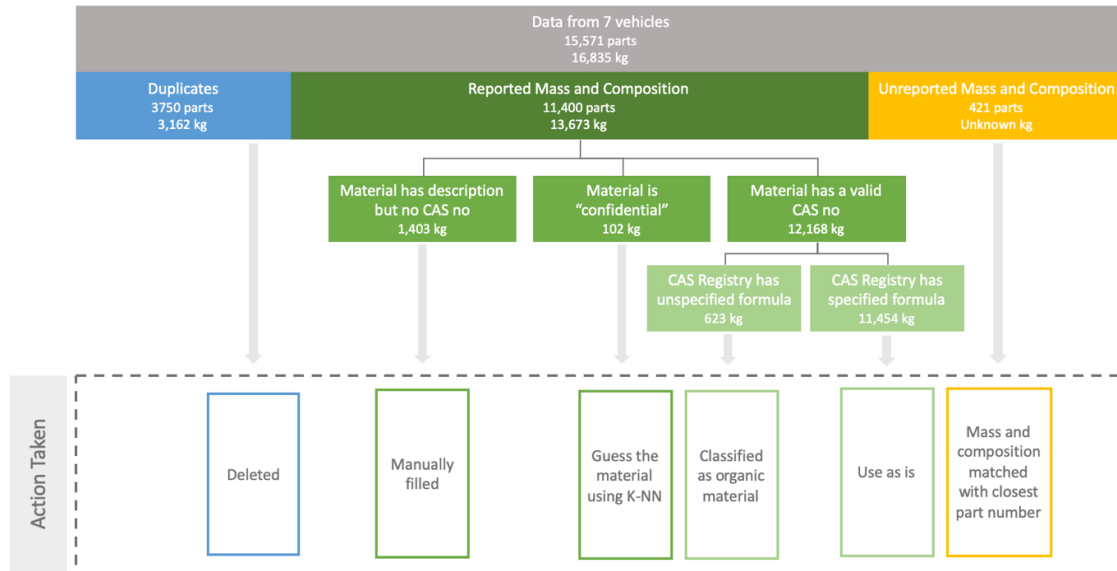 Data from 7 vehicles
15,571 parts
16,835 kg
Duplicates
3750 parts
3,162 kg
Reported Mass and Composition
11,400 parts
13,673 kg
Unreported Mass and Composition
421 parts
Unknown kg
Material has description
but no CAS no
1,403 kg
Material is
“confidential”
102 kg
Material has a valid
CAS no
12,168 kg
CAS Registry has
unspecified formula
623 kg
CAS Registry has
specified formula
11,454 kg
Action Taken
Deleted
Manually
filled
Guess the
material
using K-NN
Classified
as organic
material
Use as is
Mass and
composition
matched
with closest
part number